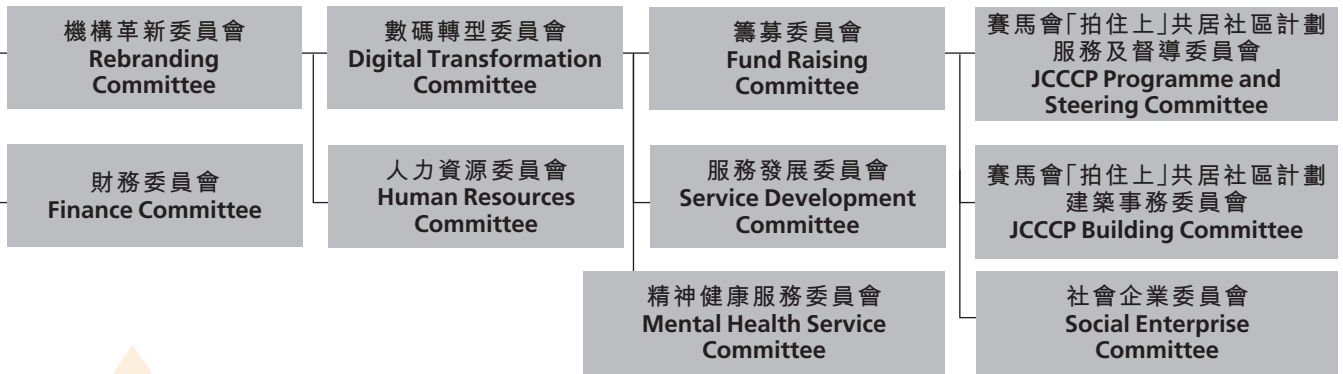 機構革新委員會
Rebranding
Committee
數碼轉型委員會
Digital Transformation
Committee
籌募委員會
Fund Raising
Committee
賽馬會「拍住上」共居社區計劃
服務及督導委員會
JCCCP Programme and
Steering Committee
財務委員會
Finance Committee
人力資源委員會
Human Resources
Committee
服務發展委員會
Service Development
Committee
賽馬會「拍住上」共居社區計劃
建築事務委員會
JCCCP Building Committee
精神健康服務委員會
Mental Health Service
Committee
社會企業委員會
Social Enterprise
Committee